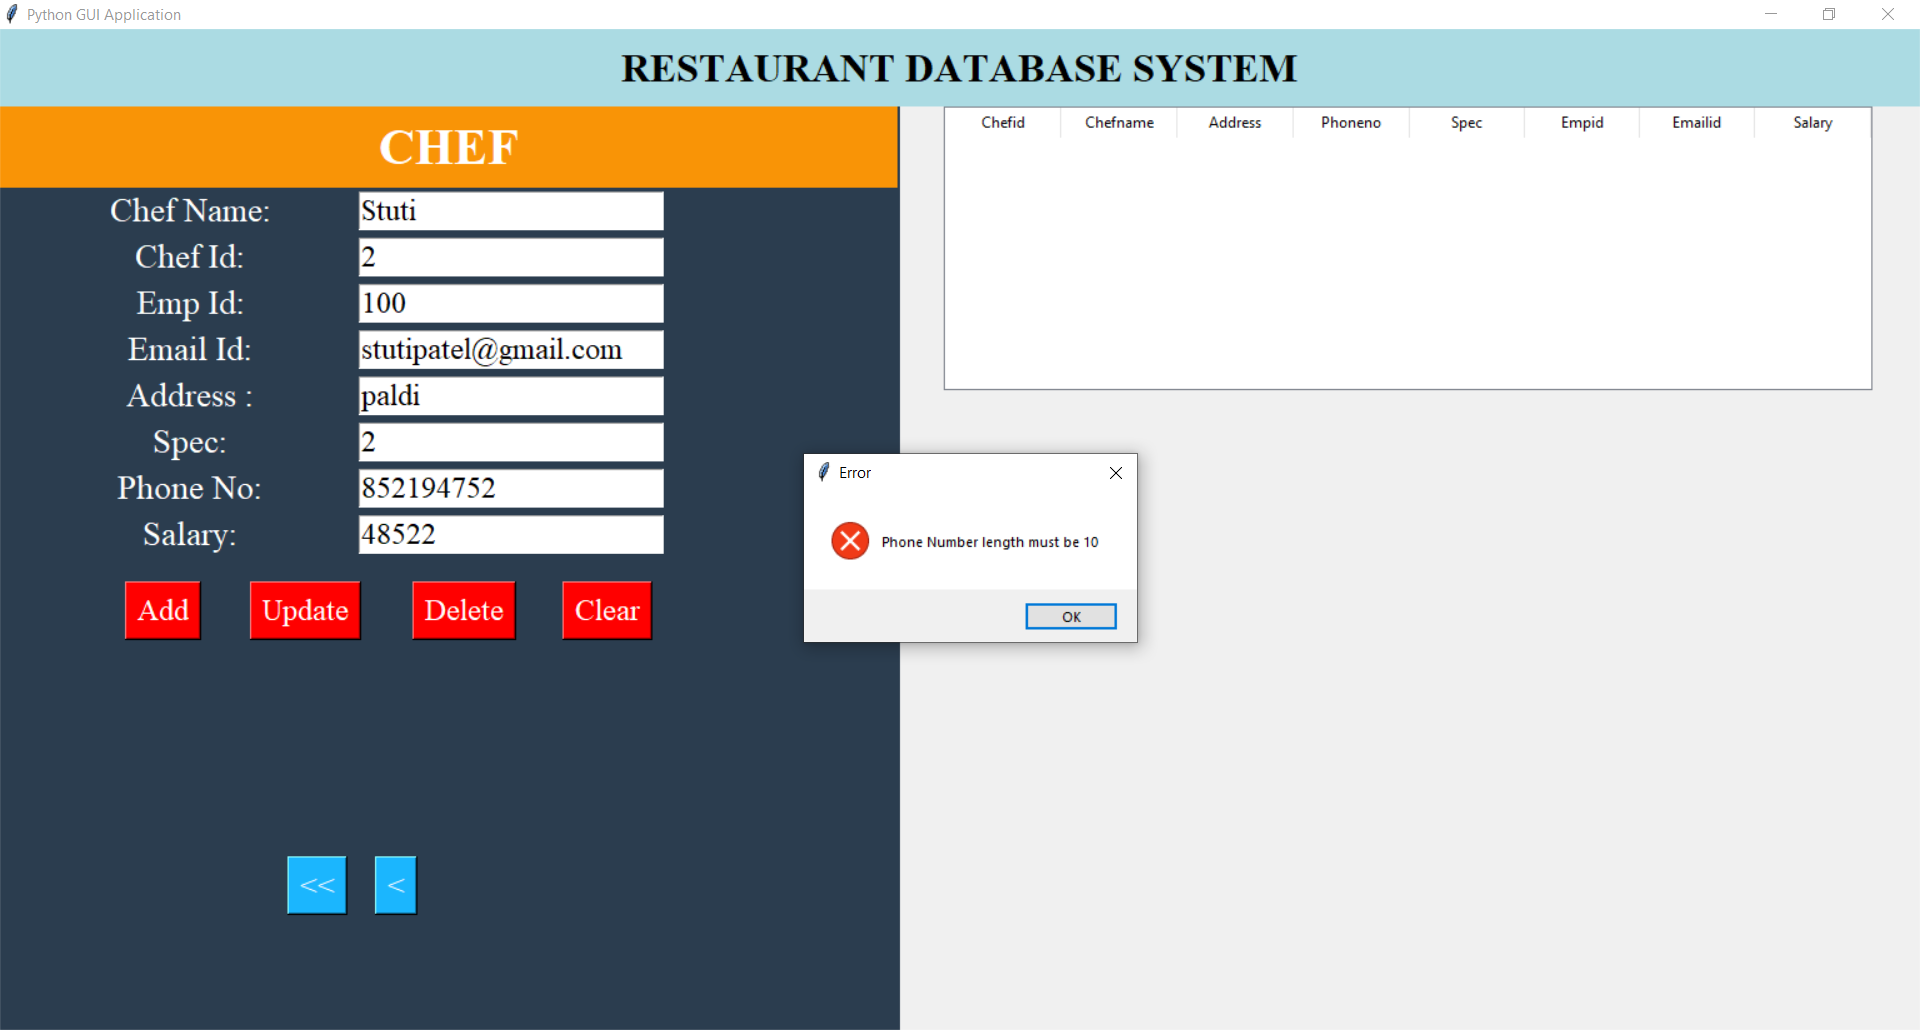 Python GUI Application
RESTAURANT DATABASE SYSTEM
CHEF
Chef Name: Stuti
Chef Id: 2
Emp Id: 100
Email Id: stutipatel@gmail.com
Address : paldi
Spec: 2
Phone No: 852194752
Salary: 48522
Add Update Delete Clear
<< <
Chefid Chefname Address Phoneno Spec Empid Emailid Salary
Error
Phone Number length must be 10
OK